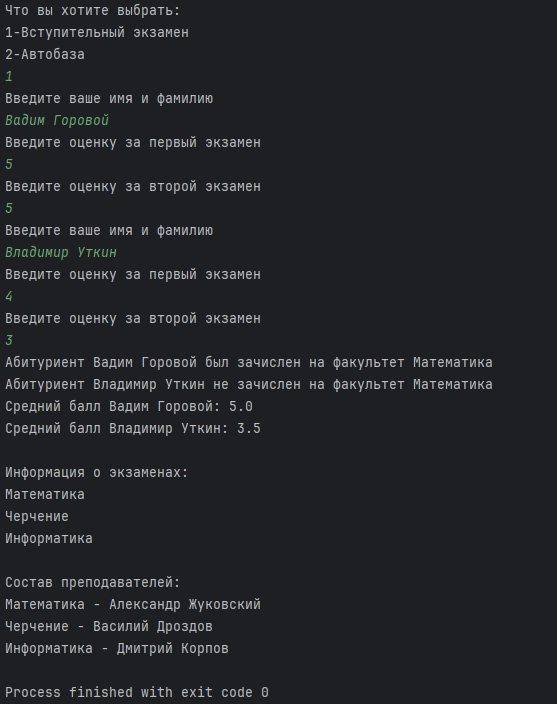 Что вы хотите выбрать:
1-Вступительный экзамен
2-Автобаза
1
Введите ваше имя и фамилию
Вадим Горовой
Введите оценку за первый экзамен
5
Введите оценку за второй экзамен
5
Введите ваше имя и фамилию
Владимир Уткин
Введите оценку за первый экзамен
4
Введите оценку за второй экзамен
3
Абитуриент Вадим Горовой был зачислен на факультет Математика
Абитуриент Владимир Уткин не зачислен на факультет Математика
Средний балл Вадим Горовой: 5.0
Средний балл Владимир Уткин: 3.5
Информация о экзаменах:
Математика
Черчение
Информатика
Состав преподавателей:
Математика - Александр Жуковский
Черчение - Василий Дроздов
Информатика - Дмитрий Корпов
Process finished with exit code 0